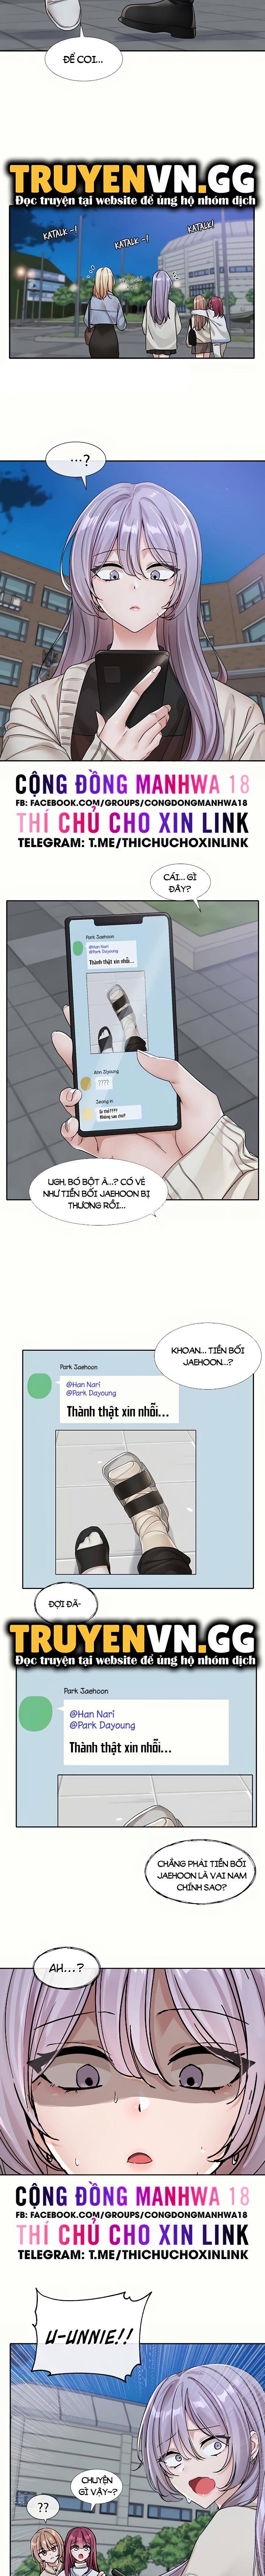 ĐỂ COI...
TRUYENVN.GG
Đọc truyện tại website để ủng hộ nhóm dịch
KATALK ~!
KATALK ~!
KATALK!
...?
CỘNG ĐỒNG MANHWA 18
FB: FACEBOOK.COM/GROUPS/CONGDONGMANHWA18
THÍ CHỦ CHO XIN LINK
TELEGRAM: T.ME/THICHUCHOXINLINK
CÁI... GÌ
ĐÂY?
Park Jaehoon
@Han Nari
@Park Dayoung
Thành thật xin nhỗi...
Ahn Jiyoung
????
Jeong In
Không sao chứ?
UGH, BÓ BỘT À...? CÓ VẺ
NHƯ TIỀN BỐI JAEHOON BỊ
THƯƠNG RỒI...
KHOAN... TIỀN BỐI
JAEHOON...?
Park Jaehoon
@Han Nari
@Park Dayoung
Thành thật xin nhỗi...
ĐỢI ĐÃ-
TRUYENVN.GG
Đọc truyện tại website để ủng hộ nhóm dịch
Park Jaehoon
@Han Nari
@Park Dayoung
Thành thật xin nhỗi...
CHẲNG PHẢI TIỀN BỐI
JAEHOON LÀ VAI NAM
CHÍNH SAO?
AH...?
CỘNG ĐỒNG MANHWA 18
FB: FACEBOOK.COM/GROUPS/CONGDONGMANHWA18
THÍ CHỦ CHO XIN LINK
TELEGRAM: T.ME/THICHUCHOXINLINK
U-UNNIE!!
CHUYỆN
GÌ VẬY~?
??